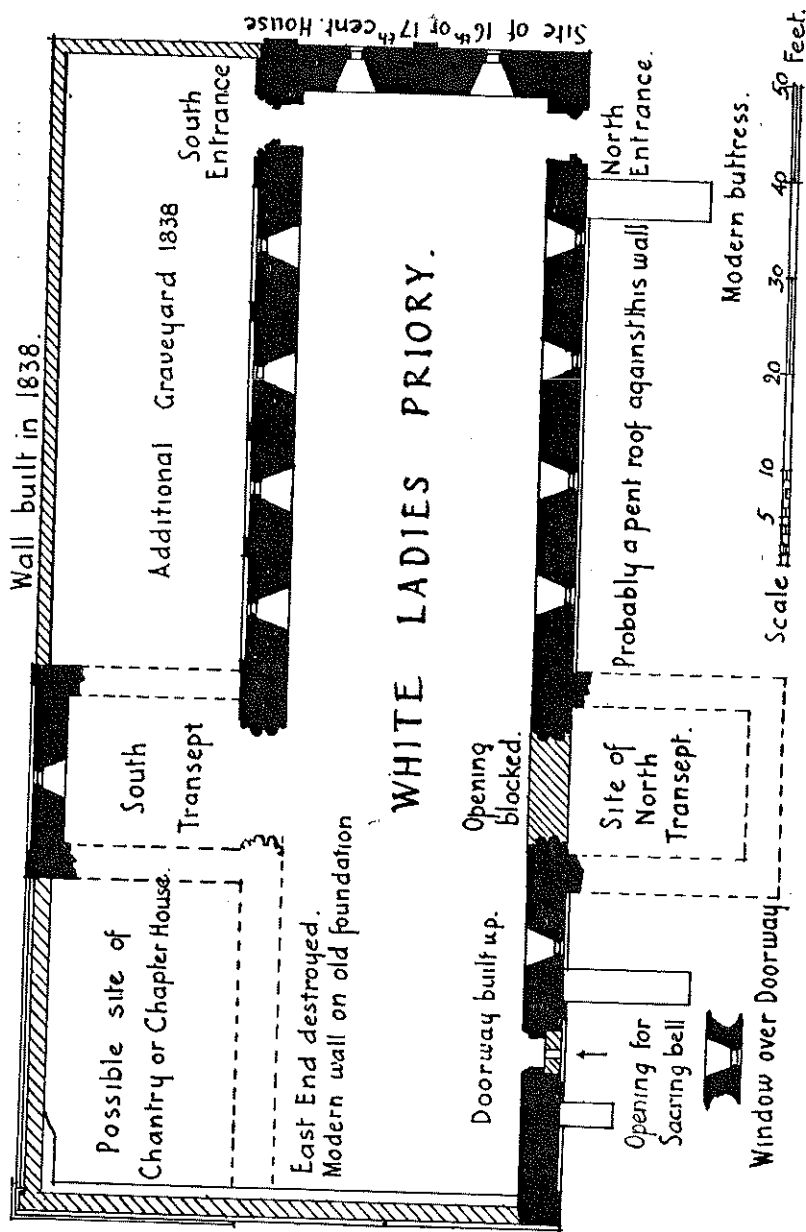 Wall built in 1838.
Possible site of
Chantry or Chapter House.
South
Transept
Additional Graveyard 1838
South
Entrance
Site of 16th or 17th cent. House
East End destroyed.
Modern wall on old foundation
WHITE LADIES PRIORY.
Doorway built up.
Opening
blocked.
Opening for
Sacring bell
Window over Doorway
Site of
North
Transept.
Probably a pent roof against this wall
North
Entrance.
Modern buttress.
Scale 5 10 20 30 40 50 Feet.